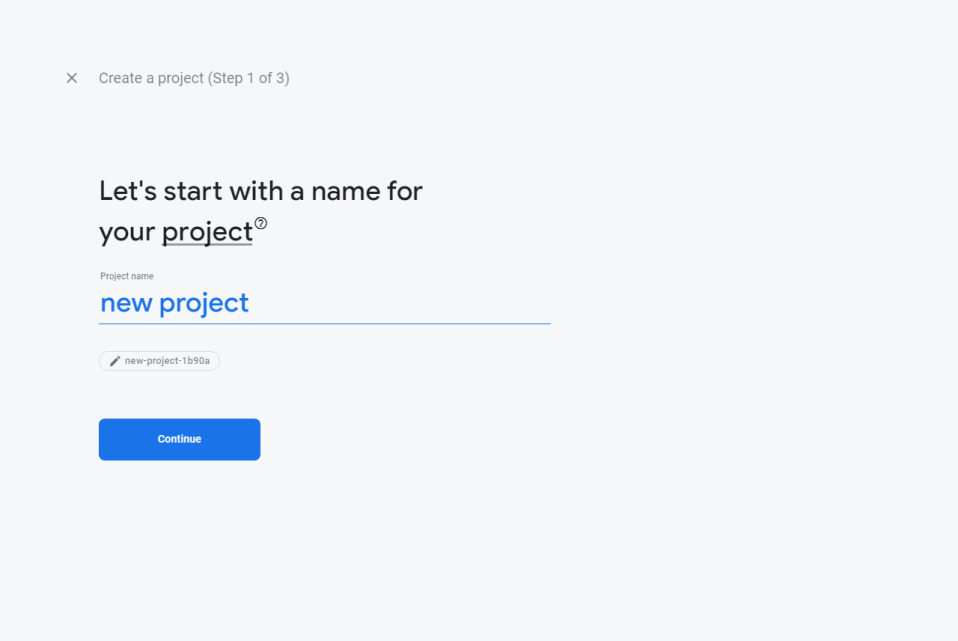 Create a project (Step 1 of 3)
Let's start with a name for
your project
Project name
new project
new-project-1b90a
Continue